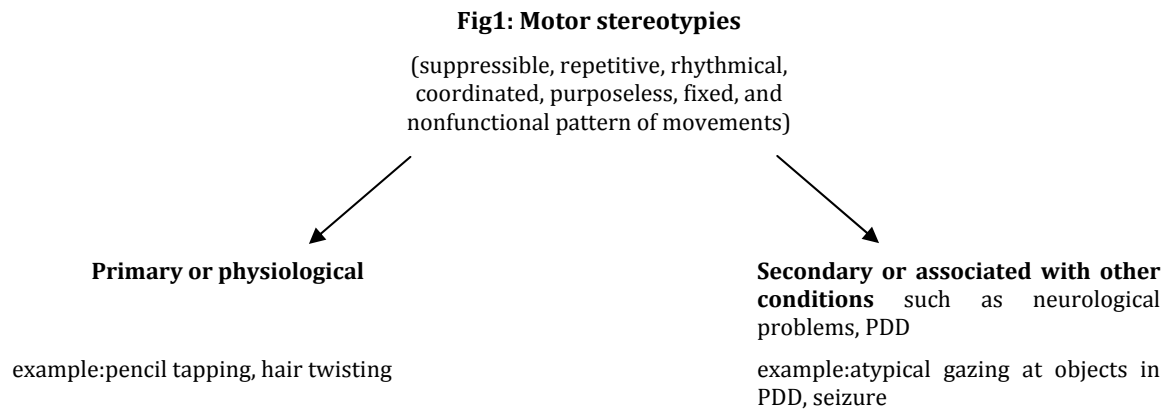 Fig1: Motor stereotypies
(suppressible, repetitive, rhythmical,
coordinated, purposeless, fixed, and
nonfunctional pattern of movements)
Primary or physiological
example:pencil tapping, hair twisting
Secondary or associated with other
conditions such as neurological
problems, PDD
example:atypical gazing at objects in
PDD, seizure